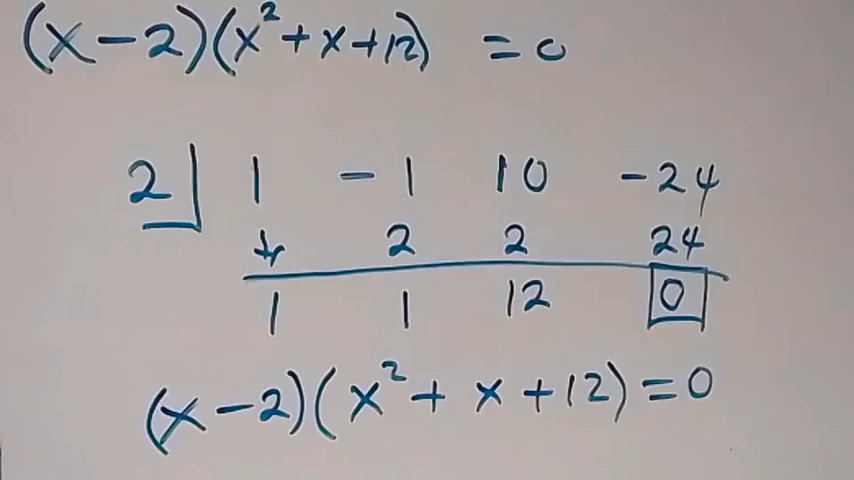 (x-2)(x²+x+12) =0
2 1 -1 10 -24
↓ 2 2 24
1 1 12 0
(x-2)(x²+x+12)=0